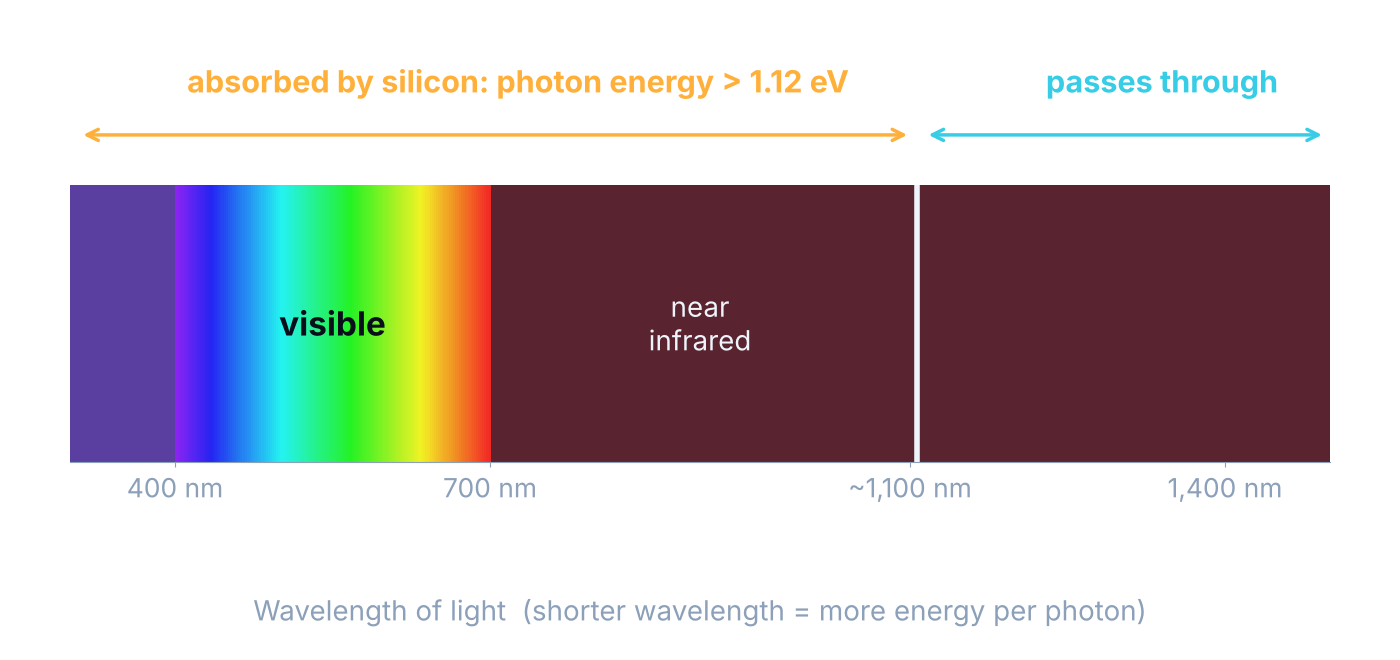 absorbed by silicon: photon energy > 1.12 eV
passes through
visible
near
infrared
400 nm
700 nm
~1,100 nm
1,400 nm
Wavelength of light  (shorter wavelength = more energy per photon)